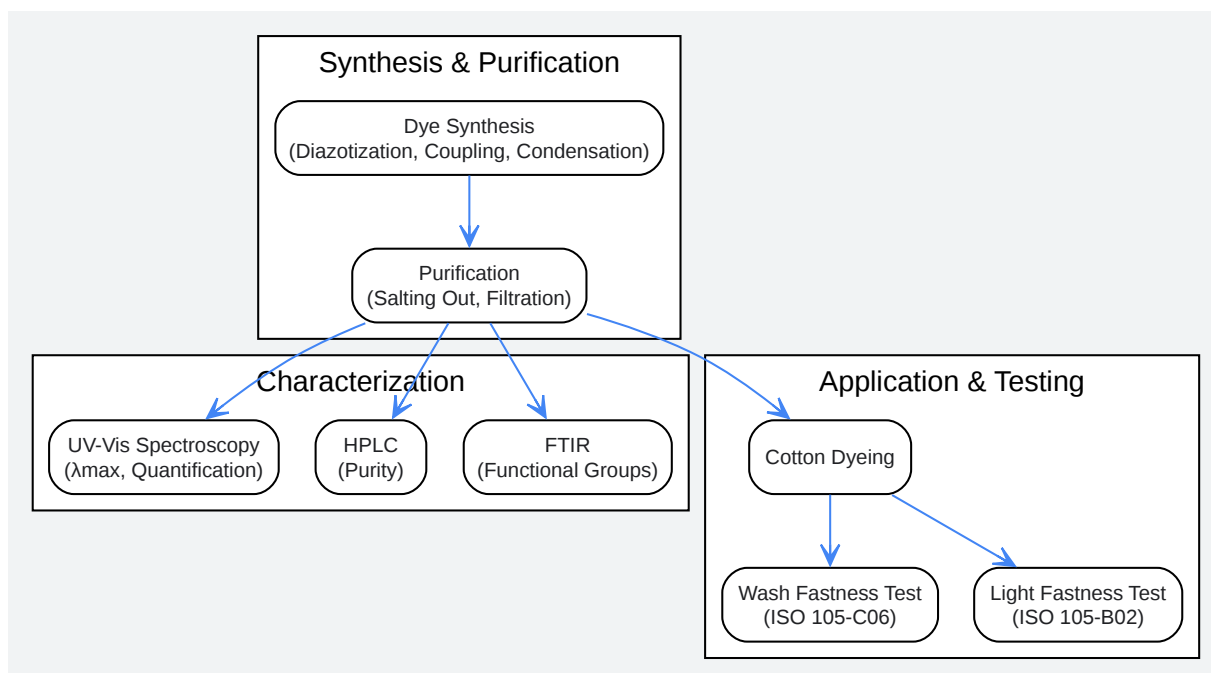 Synthesis & Purification
Dye Synthesis
(Diazotization, Coupling, Condensation)
Purification
(Salting Out, Filtration)
Characterization
UV-Vis Spectroscopy
(λmax, Quantification)
HPLC
(Purity)
FTIR
(Functional Groups)
Application & Testing
Cotton Dyeing
Wash Fastness Test
(ISO 105-C06)
Light Fastness Test
(ISO 105-B02)